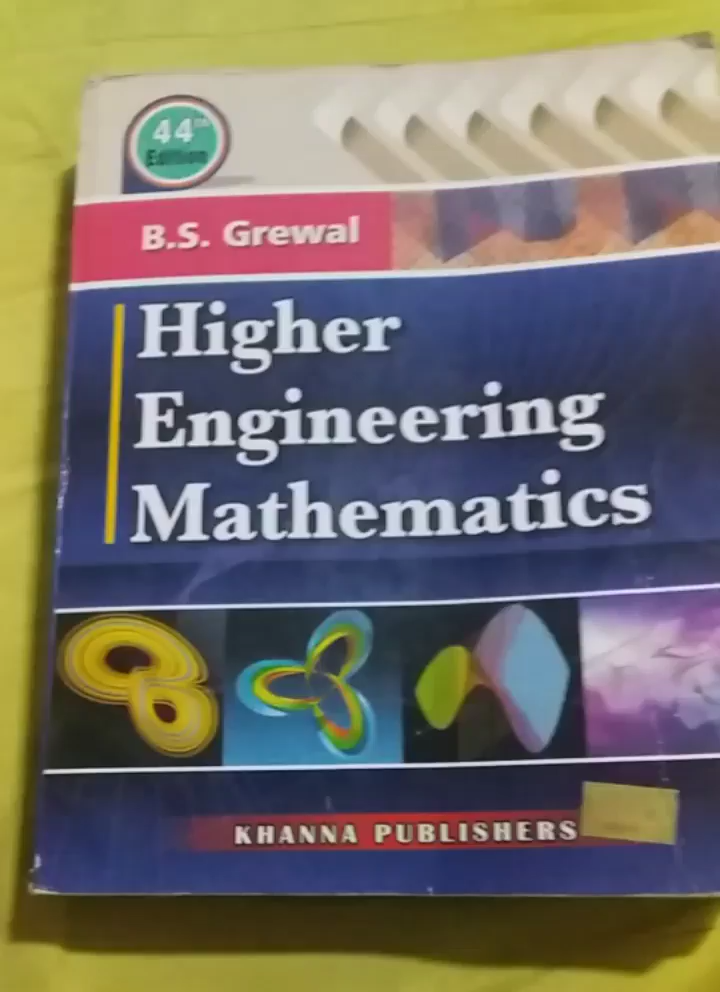 44th
Edition
B.S. Grewal
Higher
Engineering
Mathematics
KHANNA PUBLISHERS